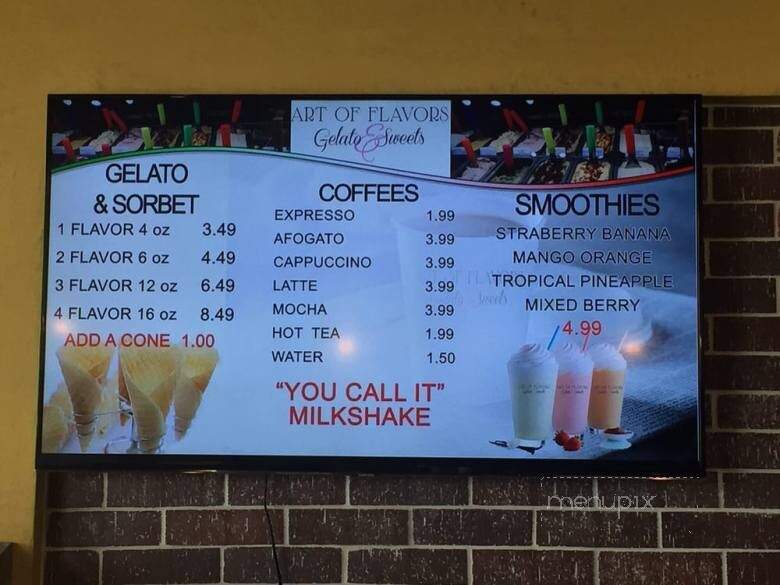 ART OF FLAVORS
Gelato & Sweets
GELATO
& SORBET
1 FLAVOR 4 oz 3.49
2 FLAVOR 6 oz 4.49
3 FLAVOR 12 oz 6.49
4 FLAVOR 16 oz 8.49
ADD A CONE 1.00
COFFEES
EXPRESSO 1.99
AFOGATO 3.99
CAPPUCCINO 3.99
LATTE 3.99
MOCHA 3.99
HOT TEA 1.99
WATER 1.50
"YOU CALL IT"
MILKSHAKE
SMOOTHIES
STRABERRY BANANA
MANGO ORANGE
TROPICAL PINEAPPLE
MIXED BERRY
4.99
menupix